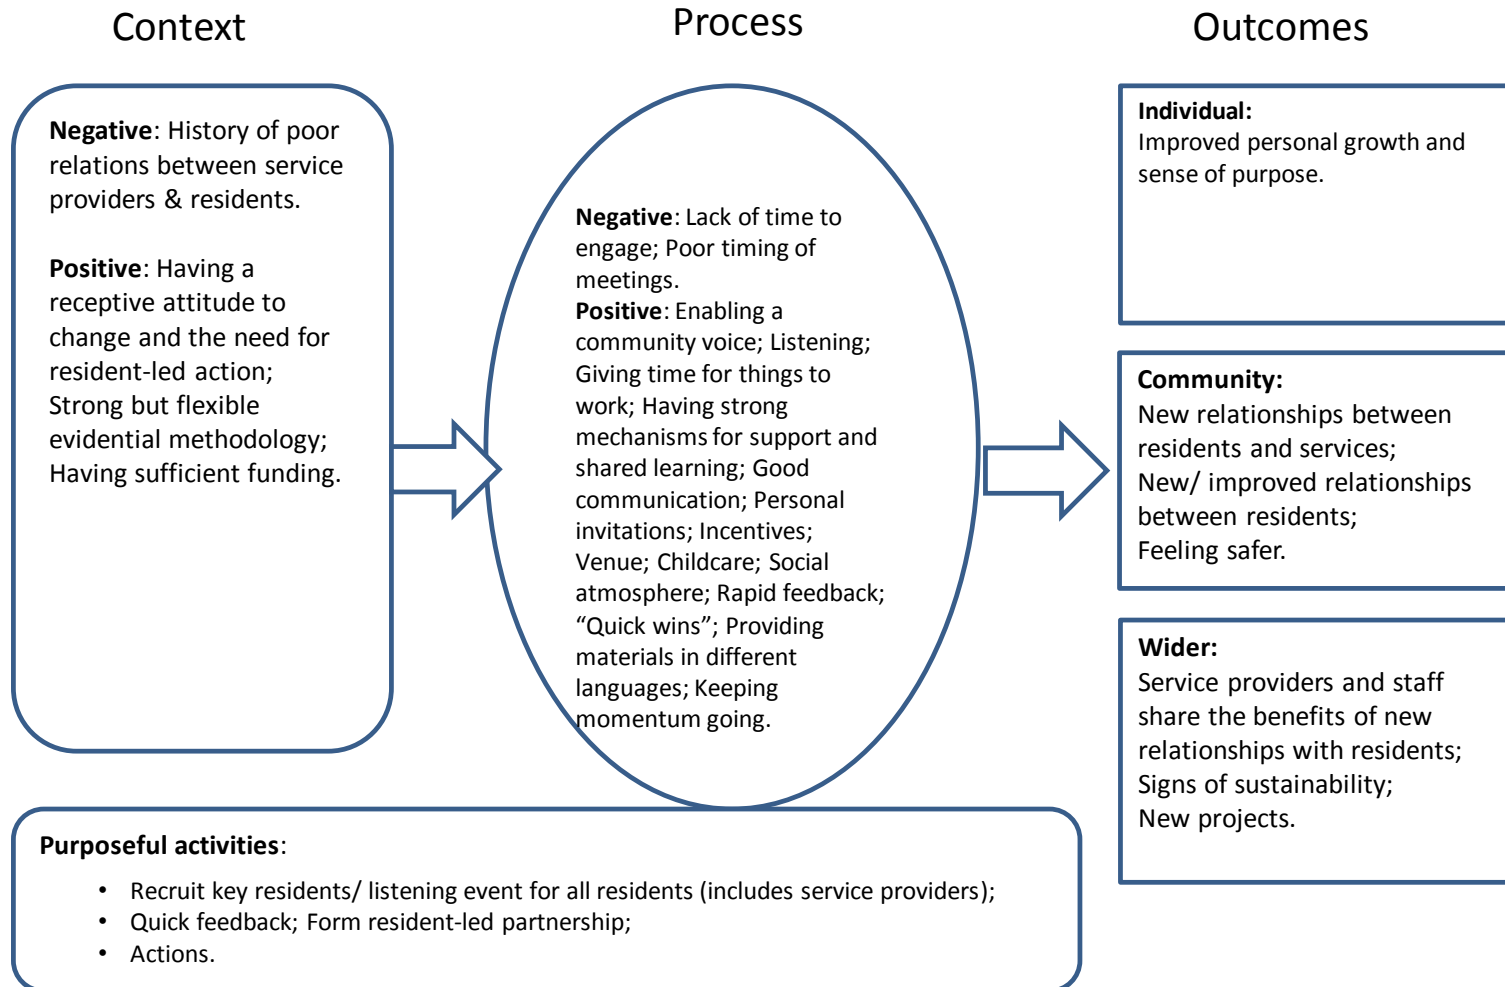 Context
Process
Outcomes
Negative: History of poor
relations between service
providers & residents.
Positive: Having a
receptive attitude to
change and the need for
resident-led action;
Strong but flexible
evidential methodology;
Having sufficient funding.
Negative: Lack of time to
engage; Poor timing of
meetings.
Positive: Enabling a
community voice; Listening;
Giving time for things to
work; Having strong
mechanisms for support and
shared learning; Good
communication; Personal
invitations; Incentives;
Venue; Childcare; Social
atmosphere; Rapid feedback;
“Quick wins”; Providing
materials in different
languages; Keeping
momentum going.
Individual:
Improved personal growth and
sense of purpose.
Community:
New relationships between
residents and services;
New/ improved relationships
between residents;
Feeling safer.
Wider:
Service providers and staff
share the benefits of new
relationships with residents;
Signs of sustainability;
New projects.
Purposeful activities:
• Recruit key residents/ listening event for all residents (includes service providers);
• Quick feedback; Form resident-led partnership;
• Actions.